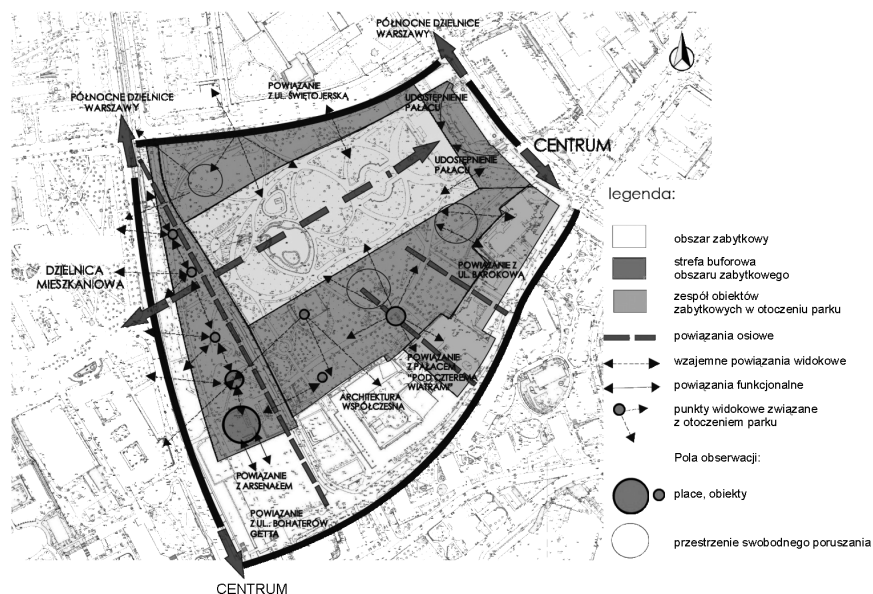 PÓŁNOCNE DZIELNICE
WARSZAWY
PÓŁNOCNE DZIELNICE
WARSZAWY
POWIĄZANIE
Z UL. ŚWIĘTOJERSKĄ
UDOSTĘPNIENIE
PAŁACU
CENTRUM
UDOSTĘPNIENIE
PAŁACU
DZIELNICA
MIESZKANIOWA
POWIĄZANIE Z
UL. BAROKOWĄ
POWIĄZANIE
Z PAŁACEM
"POD CZTEREMA
WIATRAMI"
ARCHITEKTURA
WSPÓŁCZESNA
POWIĄZANIE
Z ARSENAŁEM
POWIĄZANIE
Z UL. BOHATERÓW
GETTA
CENTRUM
legenda:
obszar zabytkowy
strefa buforowa
obszaru zabytkowego
zespół obiektów
zabytkowych w otoczeniu parku
powiązania osiowe
wzajemne powiązania widokowe
powiązania funkcjonalne
punkty widokowe związane
z otoczeniem parku
Pola obserwacji:
place, obiekty
przestrzenie swobodnego poruszania